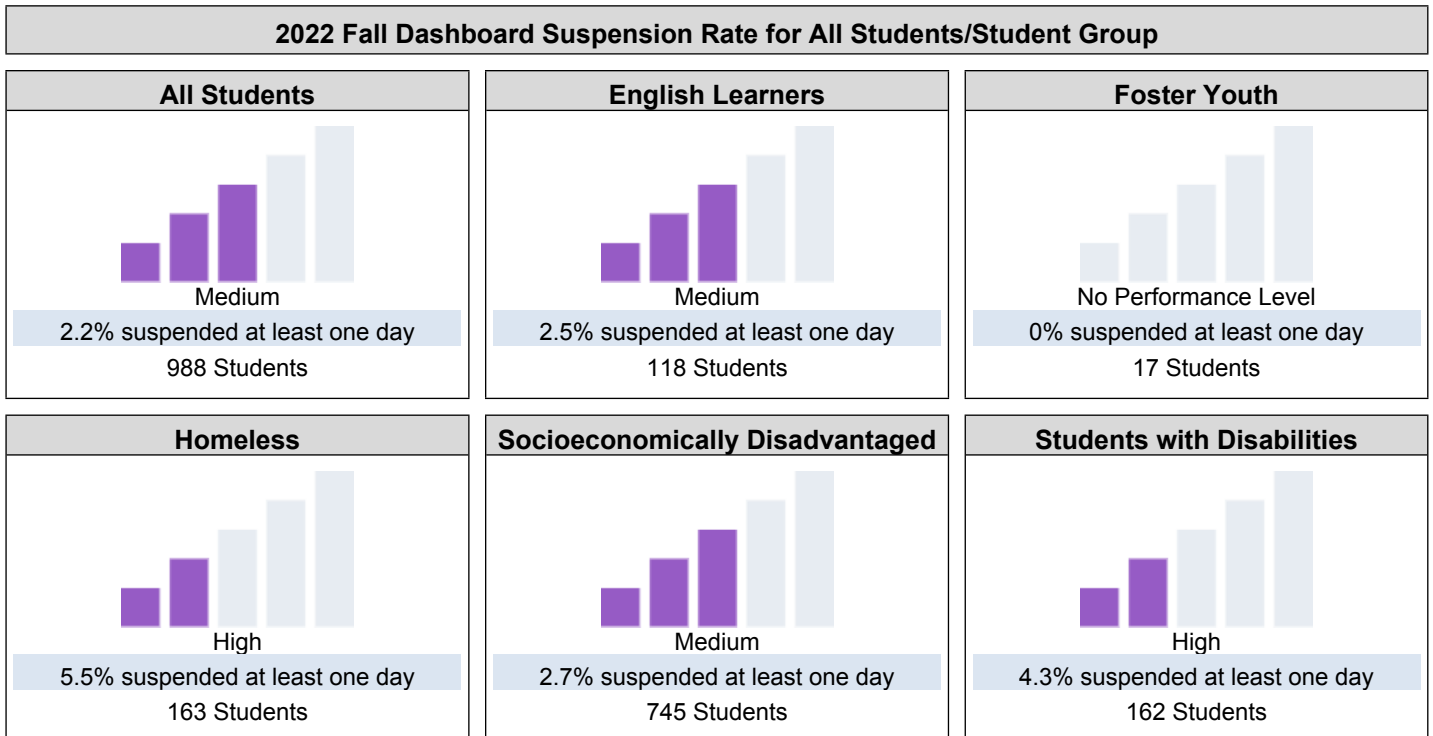 2022 Fall Dashboard Suspension Rate for All Students/Student Group
All Students
Medium
2.2% suspended at least one day
988 Students
English Learners
Medium
2.5% suspended at least one day
118 Students
Foster Youth
No Performance Level
0% suspended at least one day
17 Students
Homeless
High
5.5% suspended at least one day
163 Students
Socioeconomically Disadvantaged
Medium
2.7% suspended at least one day
745 Students
Students with Disabilities
High
4.3% suspended at least one day
162 Students